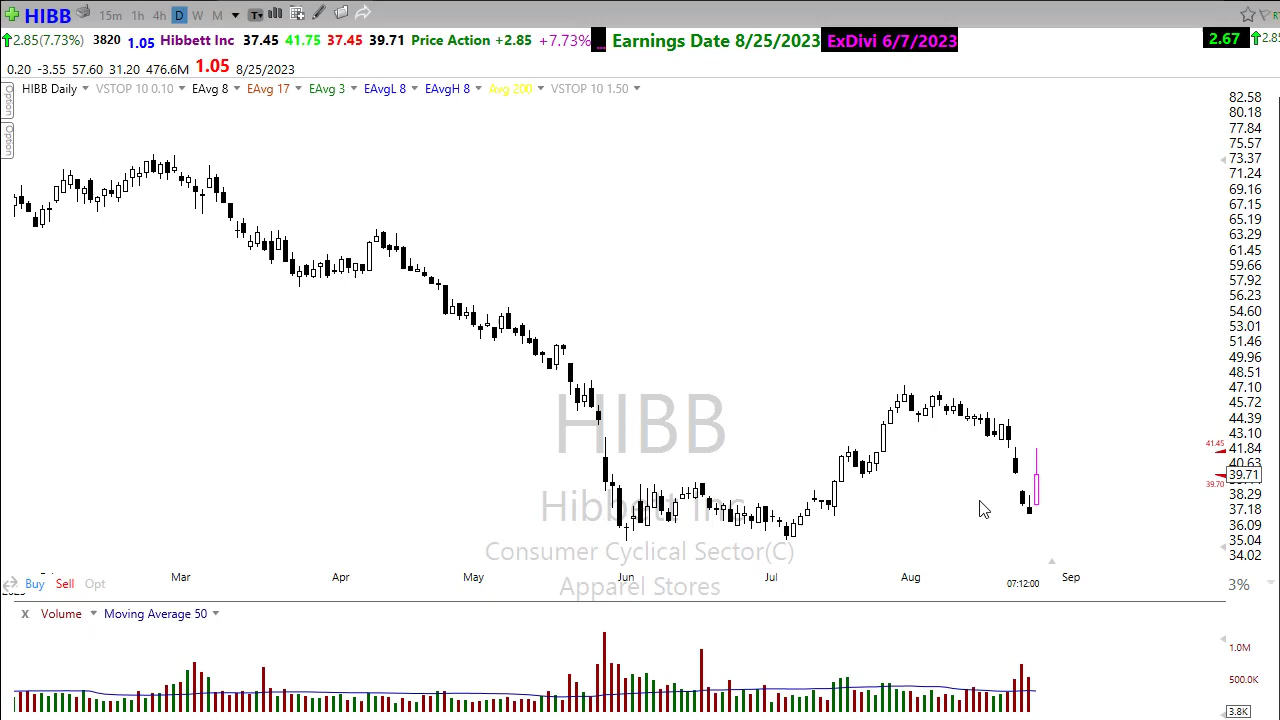 HIBB 15m 1h 4h D W M
2.85(7.73%) 3820 1.05 Hibbett Inc 37.45 41.75 37.45 39.71 Price Action +2.85 +7.73% ... Earnings Date 8/25/2023 ExDivi 6/7/2023 2.67 2.85
0.20 -3.55 57.60 31.20 476.6M 1.05 8/25/2023
HIBB Daily VSTOP 10 0.10 EAvg 8 EAvg 17 EAvg 3 EAvgL 8 EAvgH 8 Avg 200 VSTOP 10 1.50
Option
Option
82.58
80.18
77.84
75.57
73.37
71.24
69.16
67.15
65.19
63.29
61.45
59.66
57.92
56.23
54.60
53.01
51.46
49.96
48.51
47.10
45.72
44.39
43.10
41.45
41.84
40.63
39.71
39.70
38.29
37.18
36.09
35.04
34.02
HIBB
Hibbett Inc
Consumer Cyclical Sector(C)
Apparel Stores
Mar Apr May Jun Jul Aug Sep
Buy Sell Opt 07:12:00 3%
X Volume Moving Average 50
1.0M
500.0K
3.8K